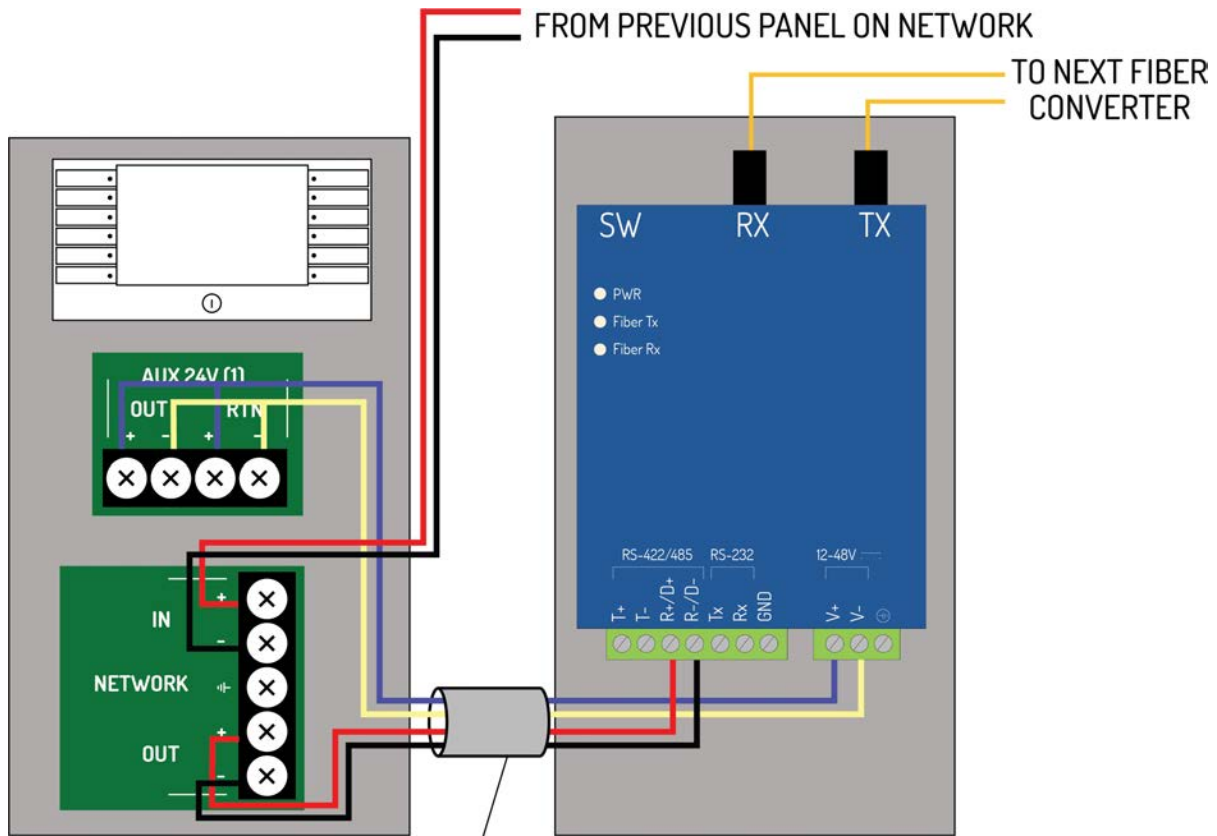 FROM PREVIOUS PANEL ON NETWORK
TO NEXT FIBER
CONVERTER
SW RX TX
PWR
Fiber Tx
Fiber Rx
AUX 24V (1)
OUT RTN
+ - + -
RS-422/485 RS-232 12-48V
T+ T- R+/D+ R-/D- Tx Rx GND V+ V-
+
IN
-
NETWORK
+
OUT
-